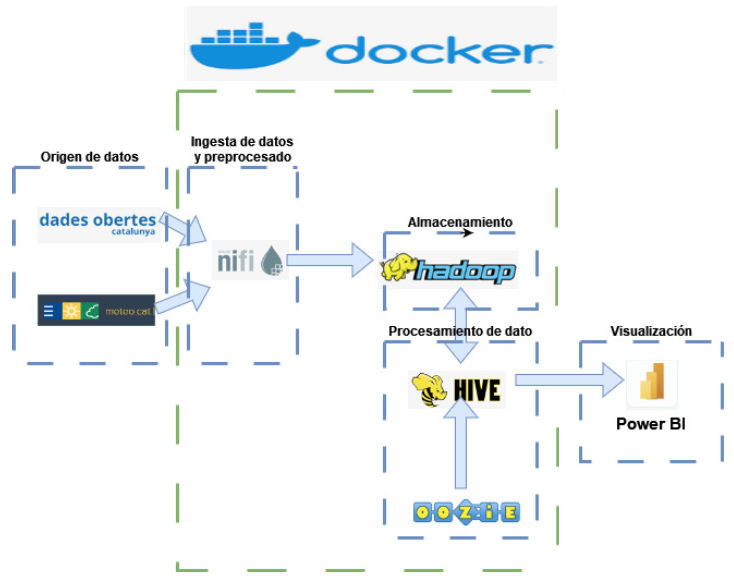 docker
Origen de datos
Ingesta de datos
y preprocesado
dades obertes
catalunya
meteo.cat
nifi
Almacenamiento
hadoop
Procesamiento de dato
HIVE
OOZIE
Visualización
Power BI